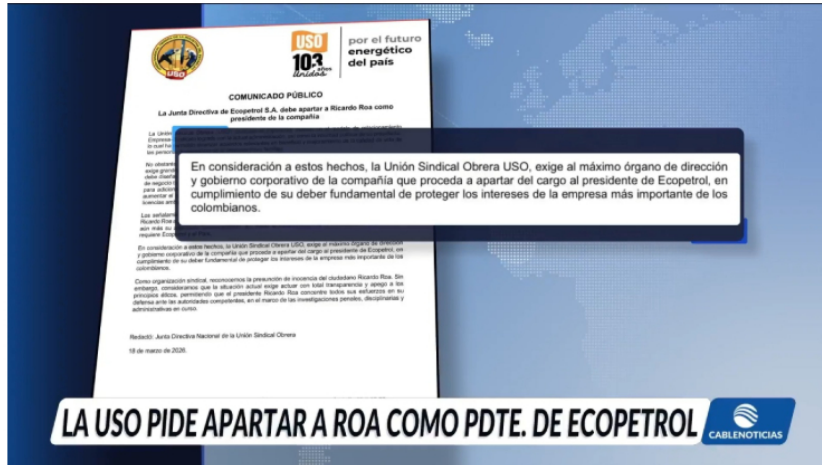 USO
USO
103 años
Unidos
por el futuro
energético
del país
COMUNICADO PÚBLICO
La Junta Directiva de Ecopetrol S.A. debe apartar a Ricardo Roa como
presidente de la compañía
En consideración a estos hechos, la Unión Sindical Obrera USO, exige al máximo órgano de dirección
y gobierno corporativo de la compañía que proceda a apartar del cargo al presidente de Ecopetrol, en
cumplimiento de su deber fundamental de proteger los intereses de la empresa más importante de los
colombianos.
En consideración a estos hechos, la Unión Sindical Obrera USO, exige al máximo órgano de dirección
y gobierno corporativo de la compañía que proceda a apartar del cargo al presidente de Ecopetrol, en
cumplimiento de su deber fundamental de proteger los intereses de la empresa más importante de los
colombianos.
Como organización sindical, reconocemos la presunción de inocencia del ciudadano Ricardo Roa. Sin
embargo, consideramos que la situación actual exige actuar con total transparencia y apego a los
principios éticos, permitiendo que el presidente Ricardo Roa concentre todos sus esfuerzos en su
defensa ante las autoridades competentes, en el marco de las investigaciones penales, disciplinarias y
administrativas en curso.
Redactó: Junta Directiva Nacional de la Unión Sindical Obrera
18 de marzo de 2026.
LA USO PIDE APARTAR A ROA COMO PDTE. DE ECOPETROL
CABLENOTICIAS